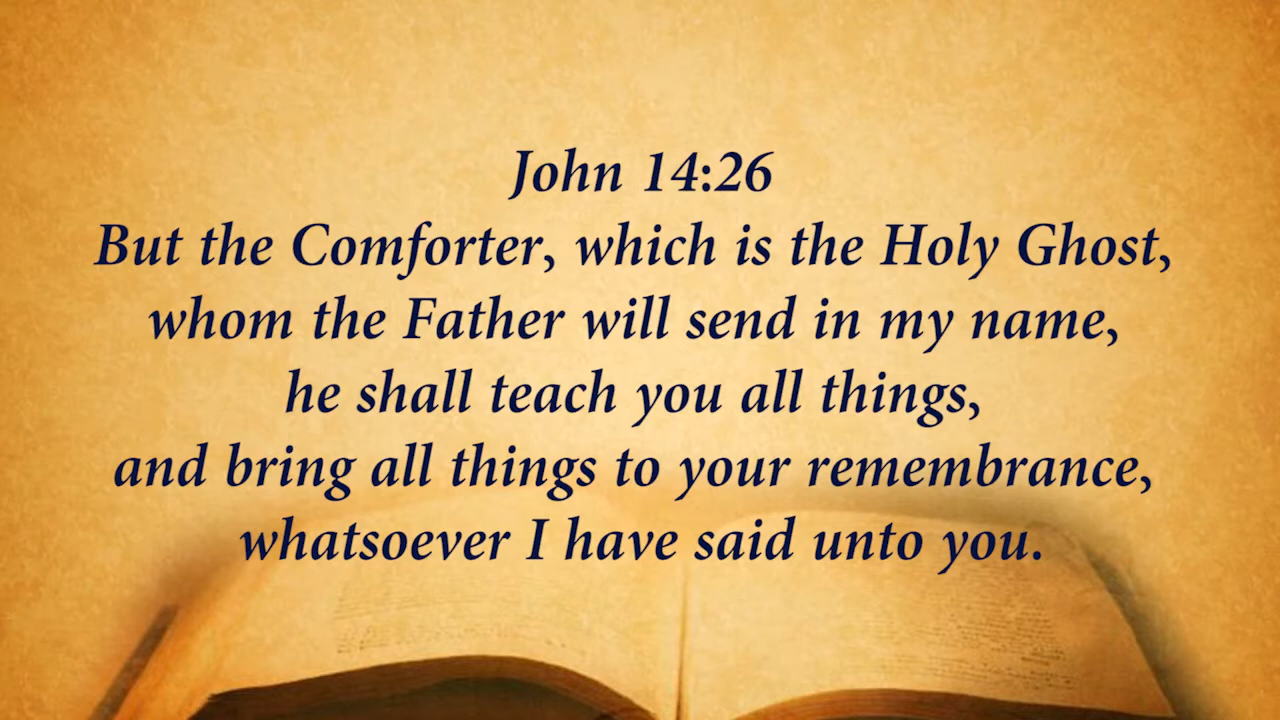 John 14:26
But the Comforter, which is the Holy Ghost,
whom the Father will send in my name,
he shall teach you all things,
and bring all things to your remembrance,
whatsoever I have said unto you.